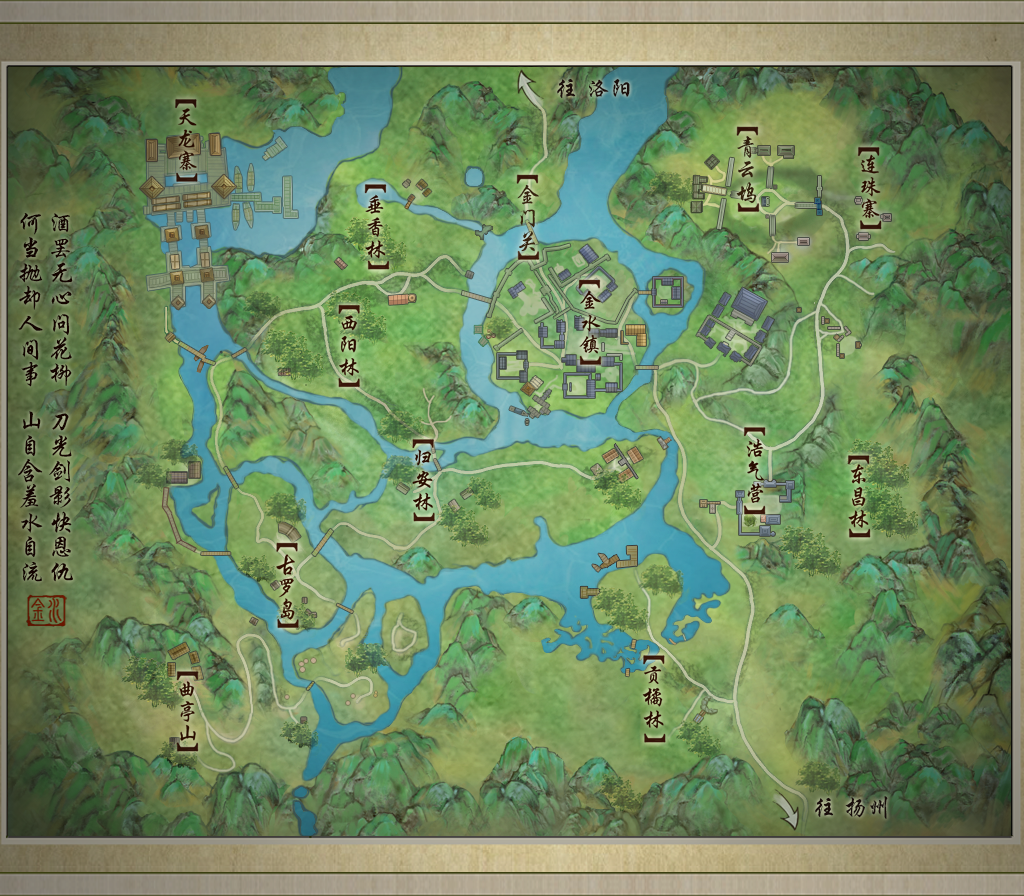 往 洛阳
【天龙寨】
【青云坞】
【连珠寨】
【垂香林】
【金门关】
【金水镇】
【西阳林】
【归安林】
【浩气营】
【东昌林】
【古罗岛】
【曲亭山】
【贡橘林】
往 扬州
酒罢无心问花柳 刀光剑影快恩仇
何当抛却人间事 山自含羞水自流
金水